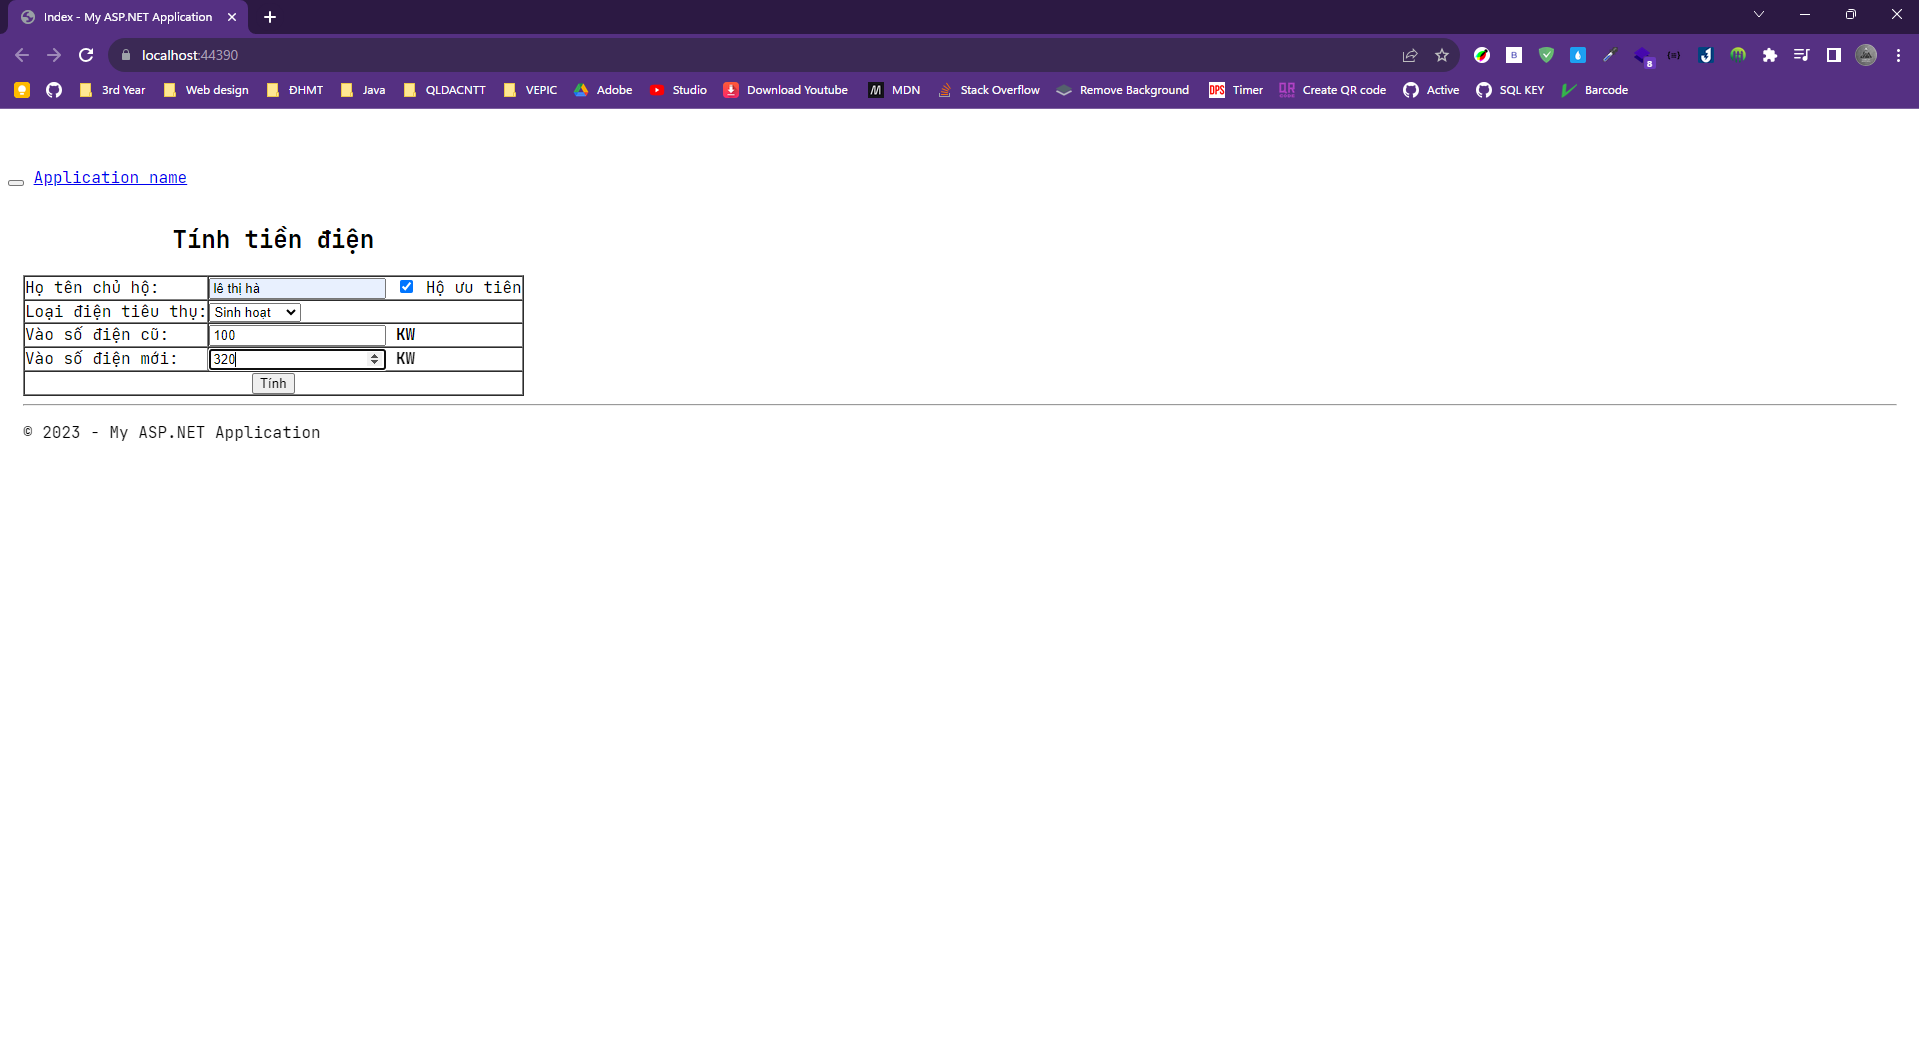 Index - My ASP.NET Application
localhost:44390
8
3rd Year Web design ĐHMT Java QLDACNTT VEPIC Adobe Studio Download Youtube MDN Stack Overflow Remove Background DPS Timer QR Create QR code Active SQL KEY Barcode
Application name
Tính tiền điện
Họ tên chủ hộ: lê thị hà Hộ ưu tiên
Loại điện tiêu thụ: Sinh hoạt
Vào số điện cũ: 100 KW
Vào số điện mới: 320 KW
Tính
© 2023 - My ASP.NET Application